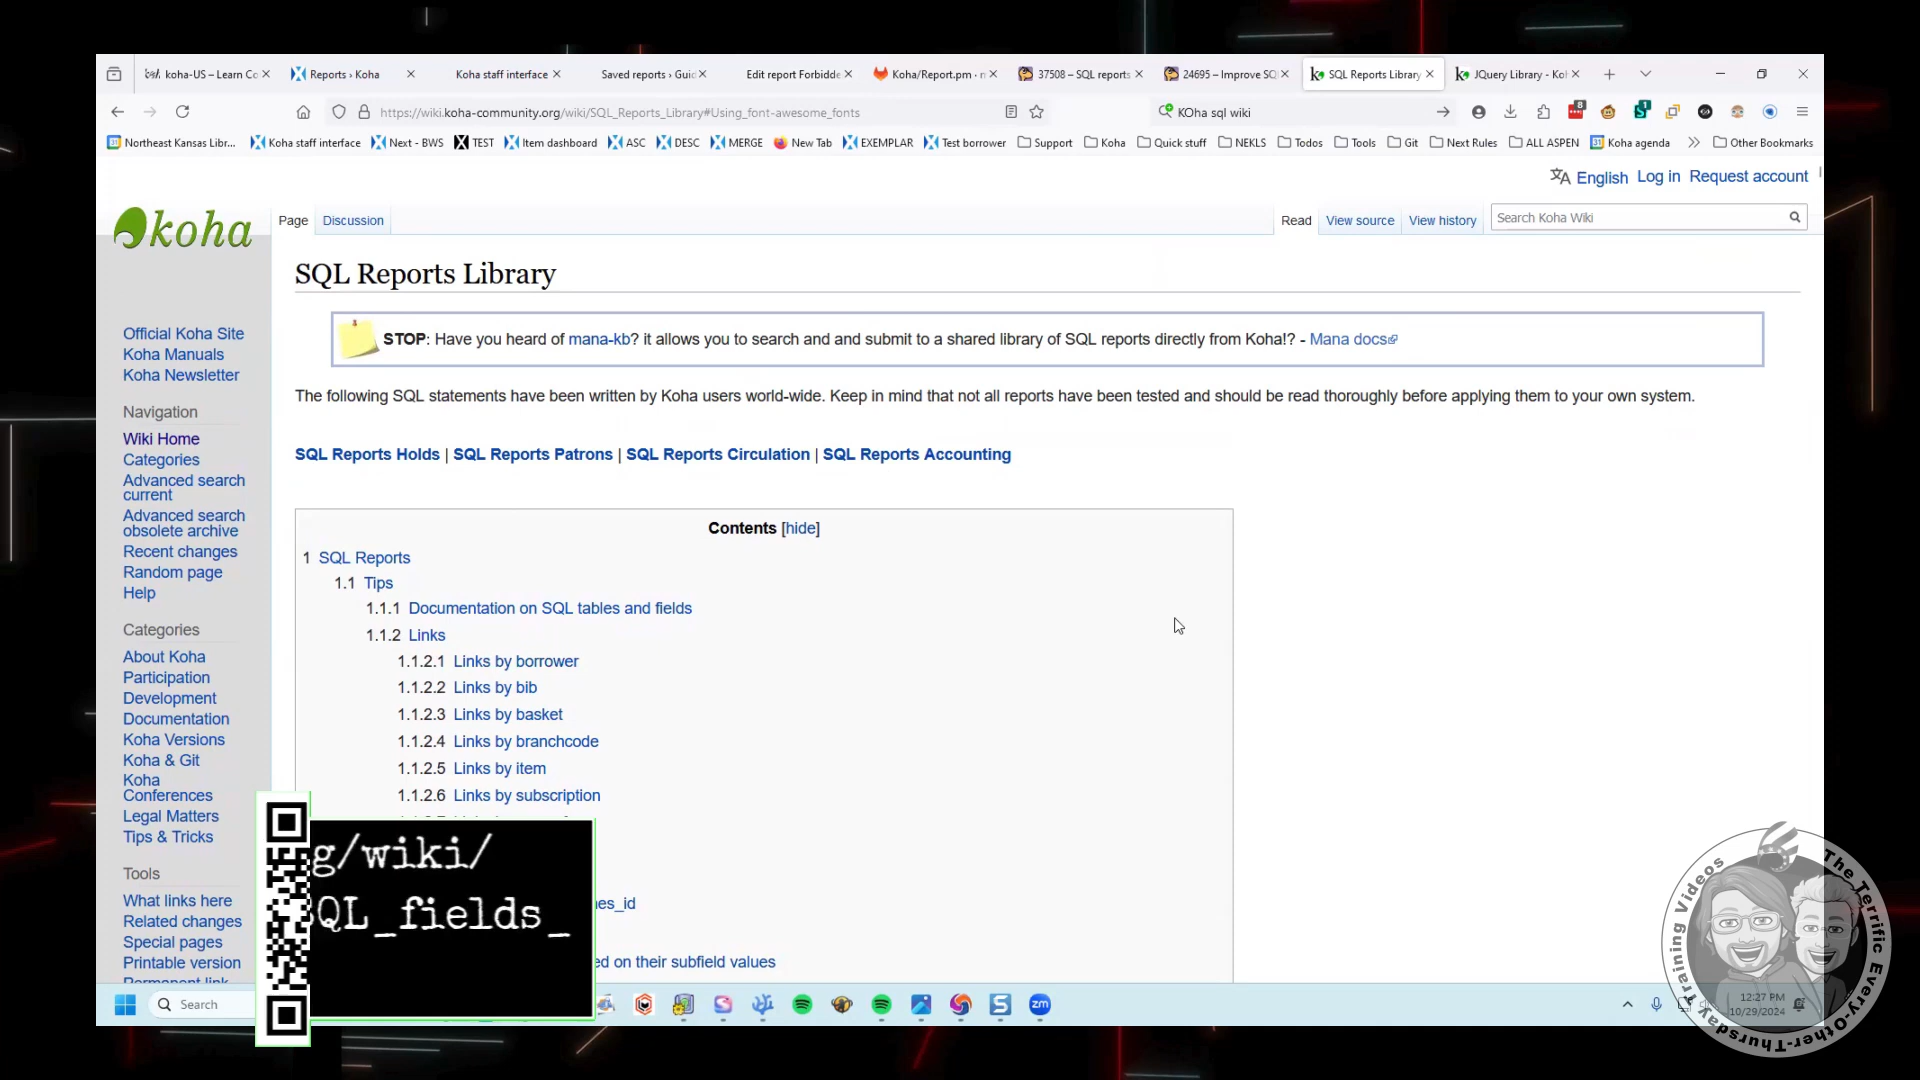 koha-US – Learn Co
Reports › Koha
Koha staff interface
Saved reports › Guid
Edit report Forbidde
Koha/Report.pm · n
37508 – SQL reports
24695 – Improve SQ
SQL Reports Library
JQuery Library - Ko
https://wiki.koha-community.org/wiki/SQL_Reports_Library#Using_font-awesome_fonts
KOha sql wiki
8
1
Northeast Kansas Libr...
Koha staff interface
Next - BWS
TEST
Item dashboard
ASC
DESC
MERGE
New Tab
EXEMPLAR
Test borrower
Support
Koha
Quick stuff
NEKLS
Todos
Tools
Git
Next Rules
ALL ASPEN
Koha agenda
Other Bookmarks
English Log in Request account
koha
Page Discussion
Read View source View history
Search Koha Wiki
SQL Reports Library
STOP: Have you heard of mana-kb? it allows you to search and and submit to a shared library of SQL reports directly from Koha!? - Mana docs
The following SQL statements have been written by Koha users world-wide. Keep in mind that not all reports have been tested and should be read thoroughly before applying them to your own system.
SQL Reports Holds | SQL Reports Patrons | SQL Reports Circulation | SQL Reports Accounting
Contents [hide]
1 SQL Reports
1.1 Tips
1.1.1 Documentation on SQL tables and fields
1.1.2 Links
1.1.2.1 Links by borrower
1.1.2.2 Links by bib
1.1.2.3 Links by basket
1.1.2.4 Links by branchcode
1.1.2.5 Links by item
1.1.2.6 Links by subscription
nes_id
ed on their subfield values
Official Koha Site
Koha Manuals
Koha Newsletter
Navigation
Wiki Home
Categories
Advanced search
current
Advanced search
obsolete archive
Recent changes
Random page
Help
Categories
About Koha
Participation
Development
Documentation
Koha Versions
Koha & Git
Koha
Conferences
Legal Matters
Tips & Tricks
Tools
What links here
Related changes
Special pages
Printable version
Permanent link
g/wiki/
SQL_fields_
Search
zm
12:27 PM
10/29/2024
The Terrific Every-Other-Thursday Training Videos